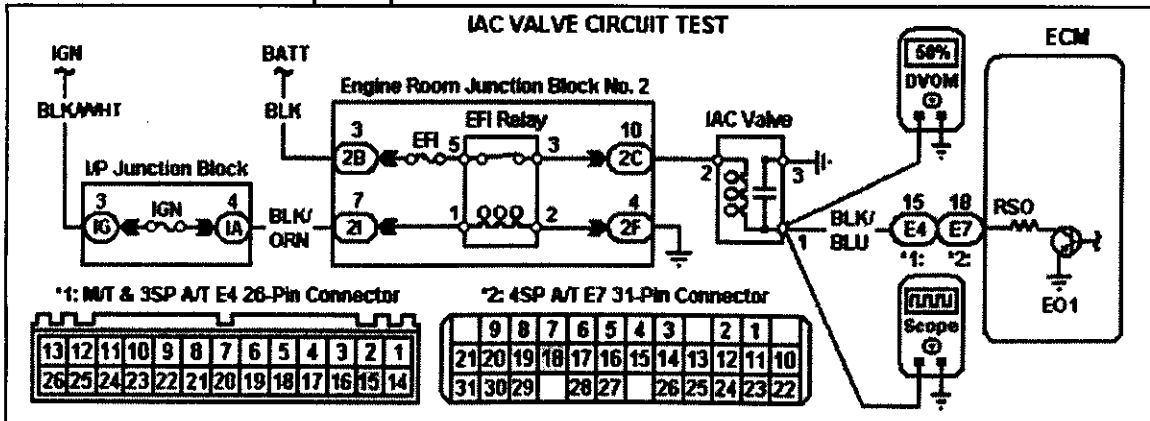 IAC VALVE CIRCUIT TEST
IGN
BATT
ECM
50%
DVOM
BLK/WHT
BLK
Engine Room Junction Block No. 2
EFI Relay
IAC Valve
3
EFI
5
3
10
2B
2C
2
3
I/P Junction Block
3
IGN
4
IG
IA
BLK/
ORN
7
1
2
4
2I
2F
1
BLK/
BLU
15
18
E4
E7
*1:
*2:
RSO
EO1
Scope
*1: M/T & 3SP A/T E4 26-Pin Connector
13 12 11 10 9 8 7 6 5 4 3 2 1
26 25 24 23 22 21 20 19 18 17 16 15 14
*2: 4SP A/T E7 31-Pin Connector
9 8 7 6 5 4 3 2 1
21 20 19 18 17 16 15 14 13 12 11 10
31 30 29 28 27 26 25 24 23 22